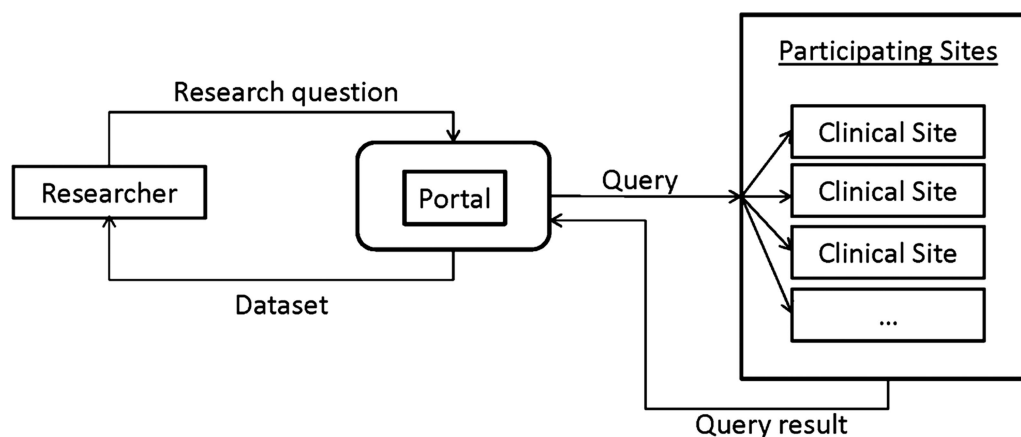 Participating Sites
Research question
Clinical Site
Researcher
Portal
Query
Clinical Site
Clinical Site
Dataset
...
Query result